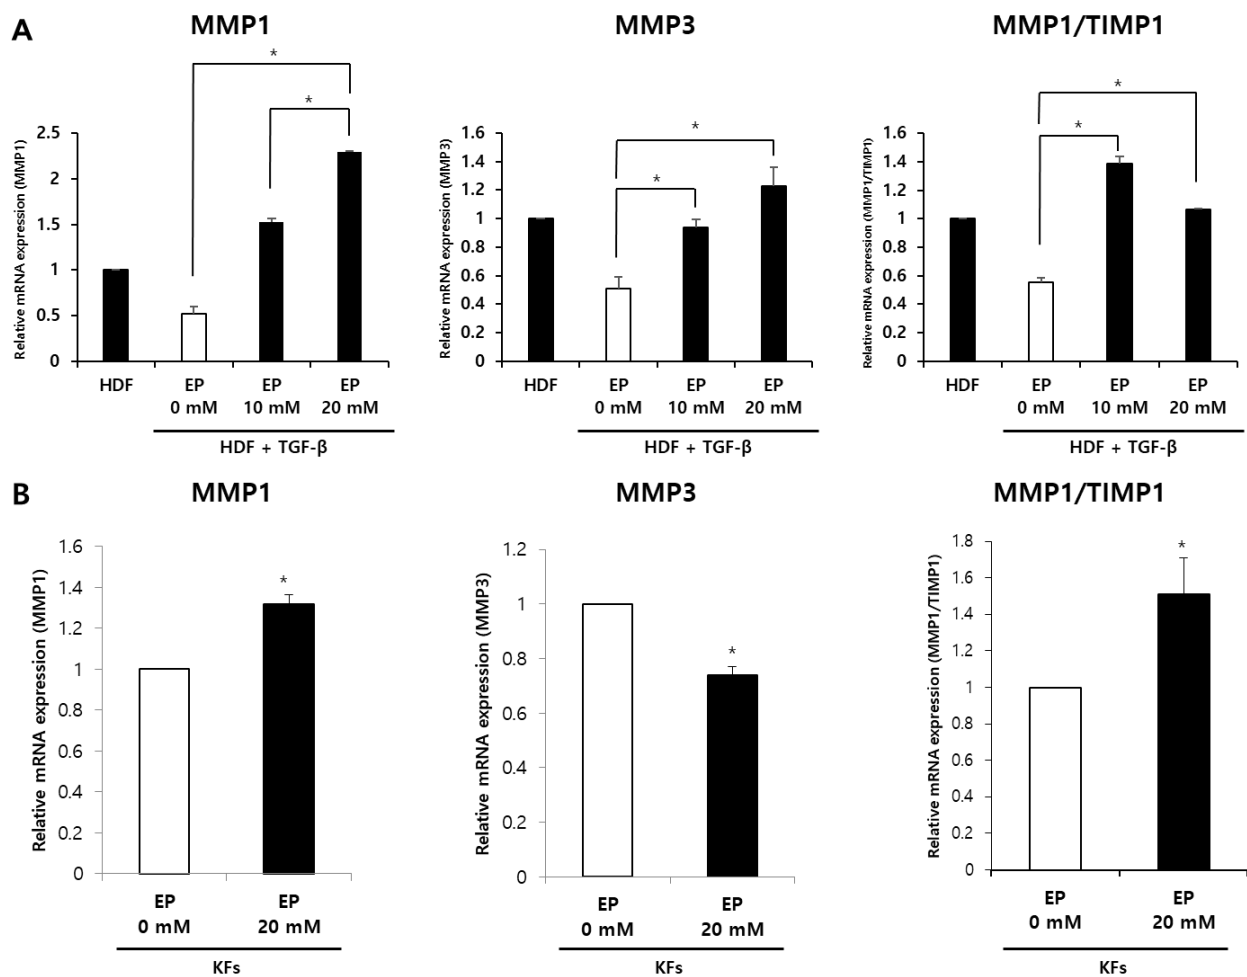 A
MMP1
MMP3
MMP1/TIMP1
*
*
*
*
*
*
Relative mRNA expression (MMP1)
2.5
2
1.5
1
0.5
0
HDF
EP
0 mM
EP
10 mM
EP
20 mM
HDF + TGF-β
Relative mRNA expression (MMP3)
1.6
1.4
1.2
1
0.8
0.6
0.4
0.2
0
HDF
EP
0 mM
EP
10 mM
EP
20 mM
HDF + TGF-β
Relative mRNA expression (MMP1/TIMP1)
1.6
1.4
1.2
1
0.8
0.6
0.4
0.2
0
HDF
EP
0 mM
EP
10 mM
EP
20 mM
HDF + TGF-β
B
MMP1
MMP3
MMP1/TIMP1
Relative mRNA expression (MMP1)
1.6
1.4
1.2
1
0.8
0.6
0.4
0.2
0
*
EP
0 mM
EP
20 mM
KFs
Relative mRNA expression (MMP3)
1.2
1
0.8
0.6
0.4
0.2
0
*
EP
0 mM
EP
20 mM
KFs
Relative mRNA expression (MMP1/TIMP1)
1.8
1.6
1.4
1.2
1
0.8
0.6
0.4
0.2
0
*
EP
0 mM
EP
20 mM
KFs